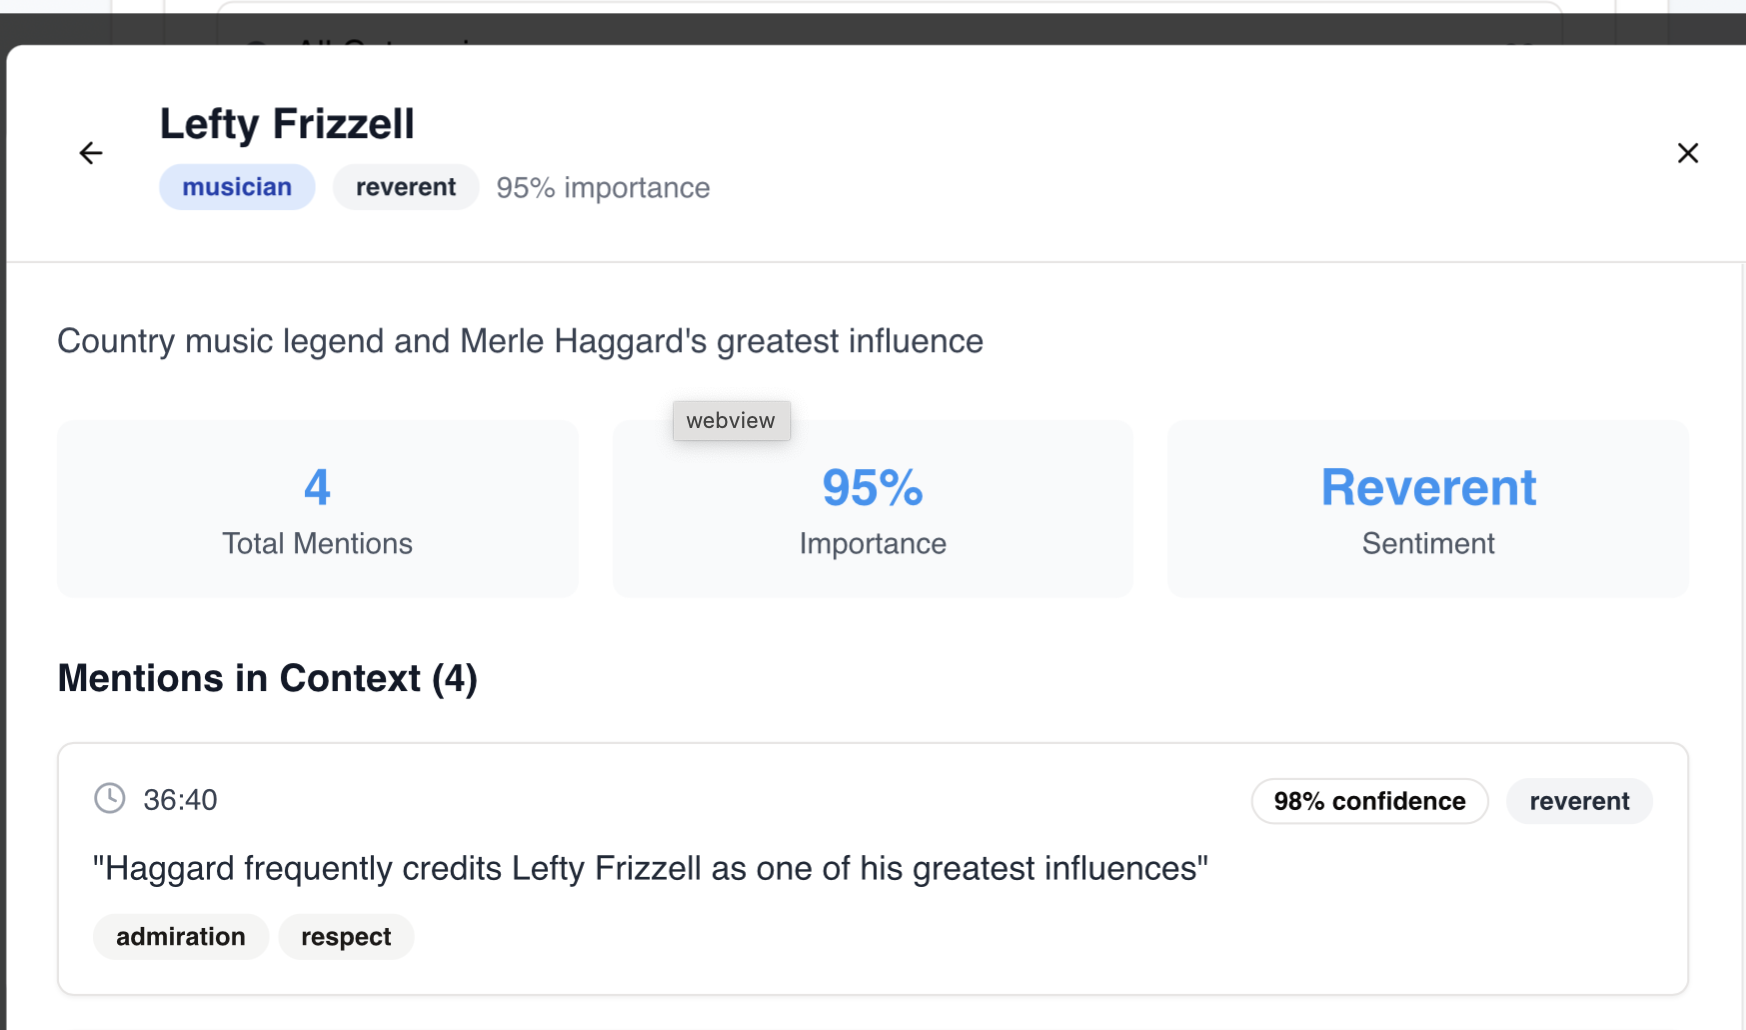 Lefty Frizzell
musician reverent 95% importance
Country music legend and Merle Haggard's greatest influence
webview
4
Total Mentions
95%
Importance
Reverent
Sentiment
Mentions in Context (4)
36:40
98% confidence reverent
"Haggard frequently credits Lefty Frizzell as one of his greatest influences"
admiration respect